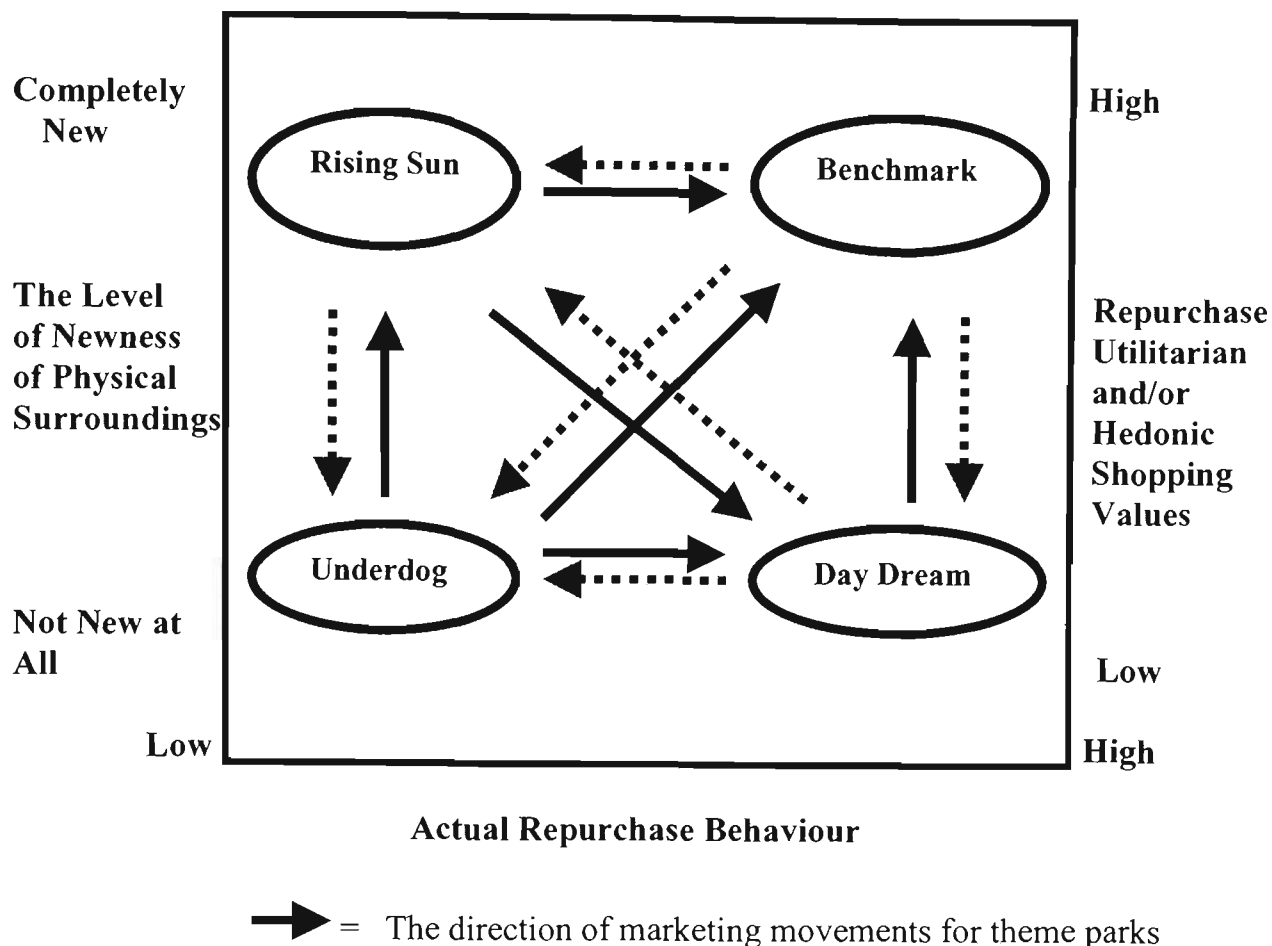 Completely
New
High
Rising Sun
Benchmark
The Level
of Newness
of Physical
Surroundings
Repurchase
Utilitarian
and/or
Hedonic
Shopping
Values
Underdog
Day Dream
Not New at
All
Low
Low
High
Actual Repurchase Behaviour
= The direction of marketing movements for theme parks